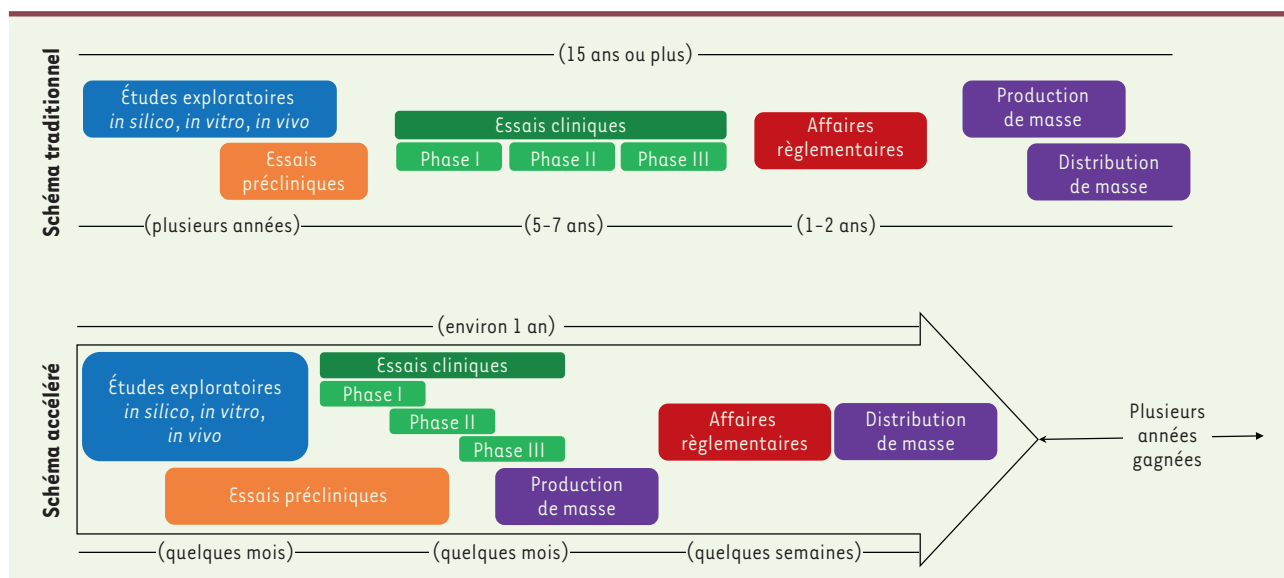 Schéma traditionnel
(15 ans ou plus)
Études exploratoires
in silico, in vitro, in vivo
Essais
précliniques
Essais cliniques
Phase I
Phase II
Phase III
Affaires
règlementaires
Production
de masse
Distribution
de masse
(plusieurs années)
(5-7 ans)
(1-2 ans)
Schéma accéléré
(environ 1 an)
Études exploratoires
in silico, in vitro,
in vivo
Essais précliniques
Essais cliniques
Phase I
Phase II
Phase III
Production
de masse
Affaires
règlementaires
Distribution
de masse
Plusieurs
années
gagnées
(quelques mois)
(quelques mois)
(quelques semaines)